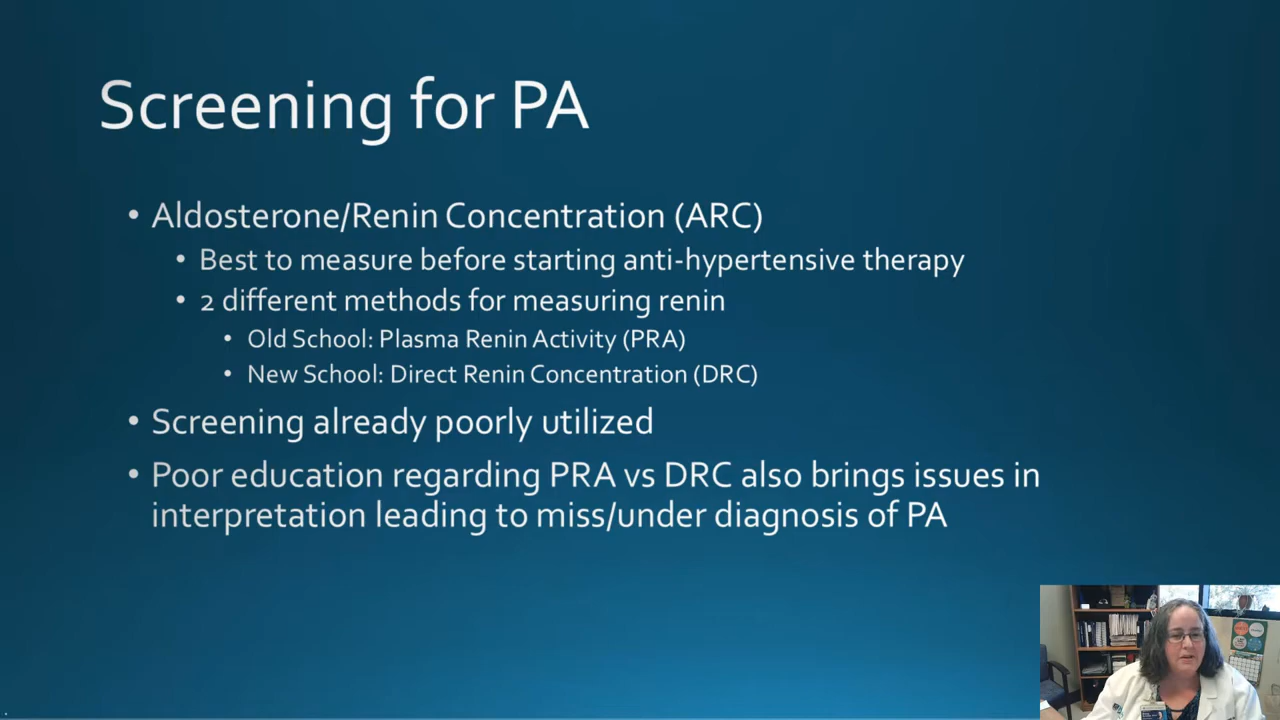 Screening for PA
• Aldosterone/Renin Concentration (ARC)
• Best to measure before starting anti-hypertensive therapy
• 2 different methods for measuring renin
• Old School: Plasma Renin Activity (PRA)
• New School: Direct Renin Concentration (DRC)
• Screening already poorly utilized
• Poor education regarding PRA vs DRC also brings issues in
interpretation leading to miss/under diagnosis of PA